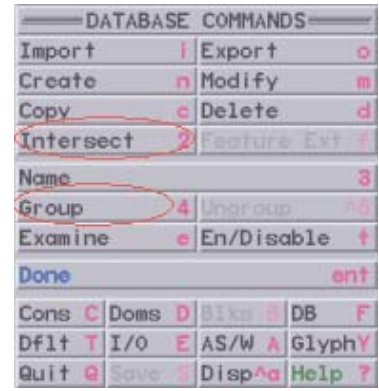 DATABASE COMMANDS
Import i Export o
Create n Modify m
Copy c Delete d
Intersect 2 Feature Ext f
Name 3
Group 4 Ungroup ^G
Examine e En/Disable t
Done ent
Cons C Doms D Blks B DB F
Dflt T I/O E AS/W A Glyph Y
Quit Q Save S Disp ^a Help ?